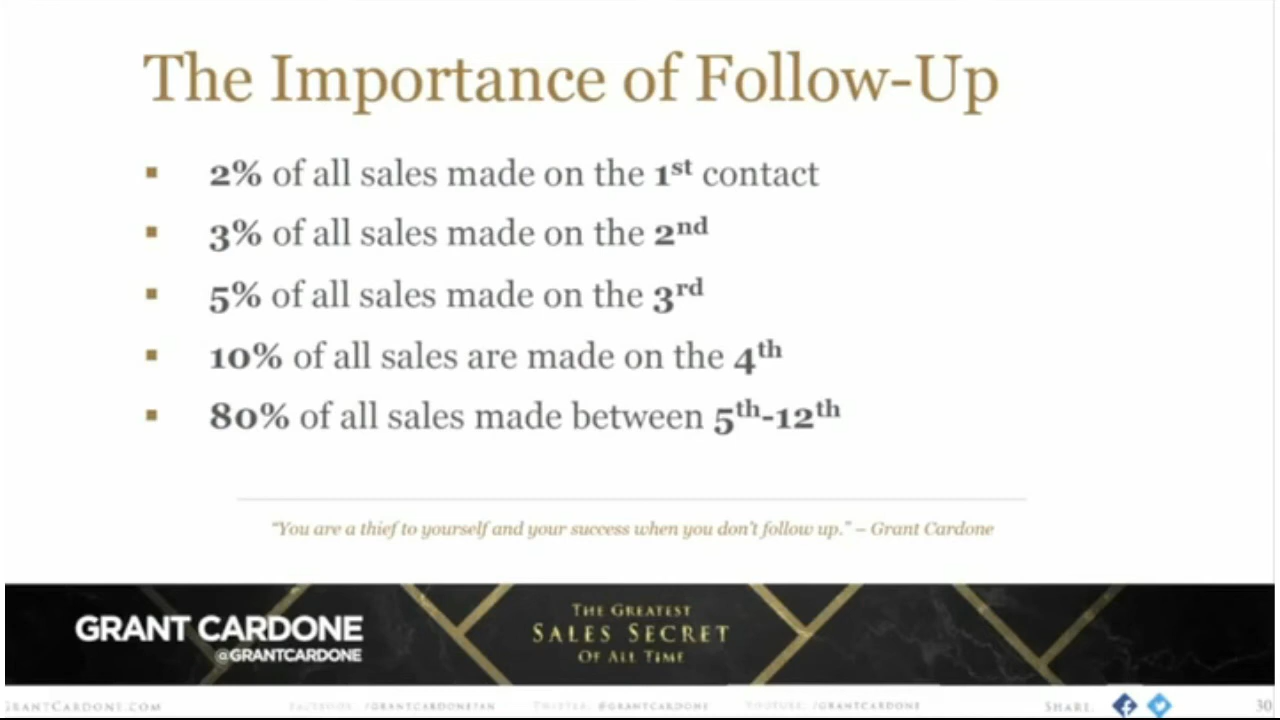 The Importance of Follow-Up
▪ 2% of all sales made on the 1st contact
▪ 3% of all sales made on the 2nd
▪ 5% of all sales made on the 3rd
▪ 10% of all sales are made on the 4th
▪ 80% of all sales made between 5th-12th
"You are a thief to yourself and your success when you don't follow up." – Grant Cardone
GRANT CARDONE
@GRANTCARDONE
THE GREATEST
SALES SECRET
OF ALL TIME
GRANTCARDONE.COM FACEBOOK: /GRANTCARDONEFAN TWITTER: @GRANTCARDONE YOUTUBE: /GRANTCARDONE SHARE: 30